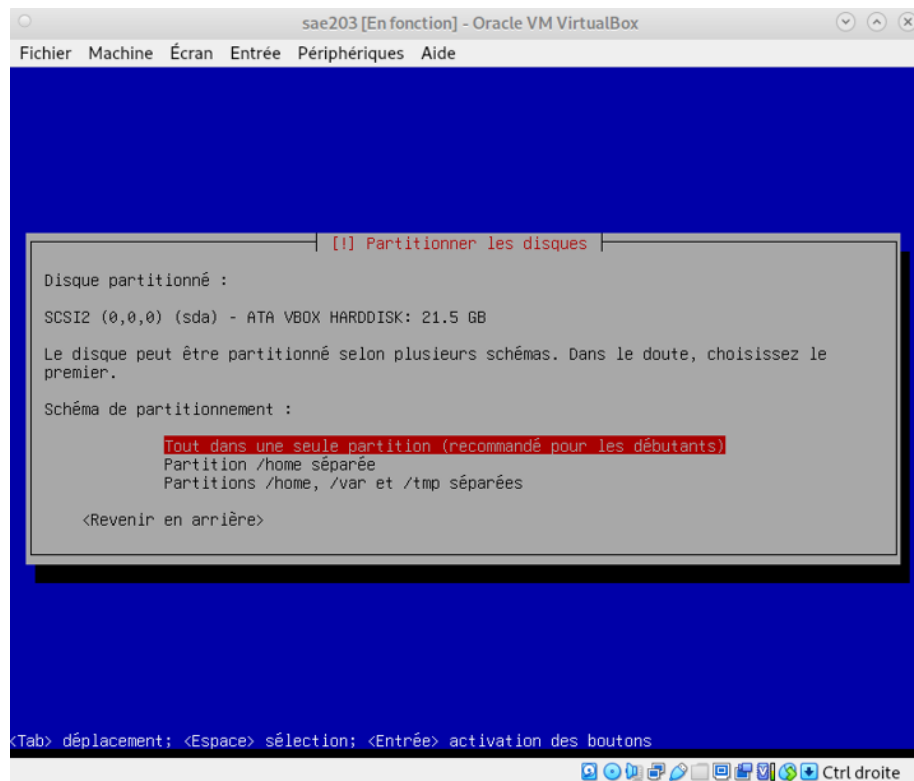 sae203 [En fonction] - Oracle VM VirtualBox
Fichier Machine Écran Entrée Périphériques Aide
[!] Partitionner les disques
Disque partitionné :
SCSI2 (0,0,0) (sda) - ATA VBOX HARDDISK: 21.5 GB
Le disque peut être partitionné selon plusieurs schémas. Dans le doute, choisissez le
premier.
Schéma de partitionnement :
Tout dans une seule partition (recommandé pour les débutants)
Partition /home séparée
Partitions /home, /var et /tmp séparées
<Revenir en arrière>
<Tab> déplacement; <Espace> sélection; <Entrée> activation des boutons
Ctrl droite